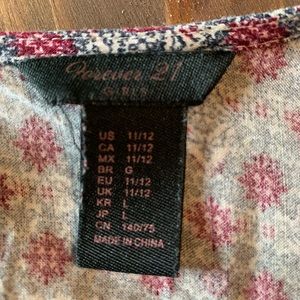 Forever 21
GIRLS
US 11/12
CA 11/12
MX 11/12
BR G
EU 11/12
UK 11/12
KR L
JP L
CN 140/75
MADE IN CHINA